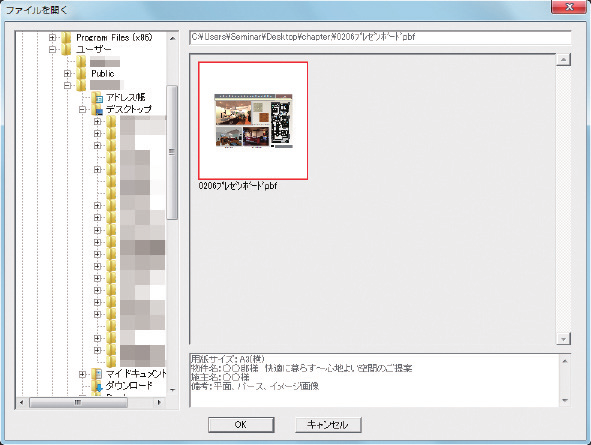 ファイルを開く
Program Files (x86)
ユーザー
Public
アドレス帳
デスクトップ
マイドキュメント
ダウンロード
C:¥Users¥Seminar¥Desktop¥chapter¥0206ﾌﾟﾚｾﾞﾝﾎﾞｰﾄﾞ.pbf
0206ﾌﾟﾚｾﾞﾝﾎﾞｰﾄﾞ.pbf
用紙サイズ: A3(横)
物件名: 〇〇邸様 快適に暮らす～心地よい空間のご提案
施主名: 〇〇様
備考: 平面、パース、イメージ画像
OK
キャンセル